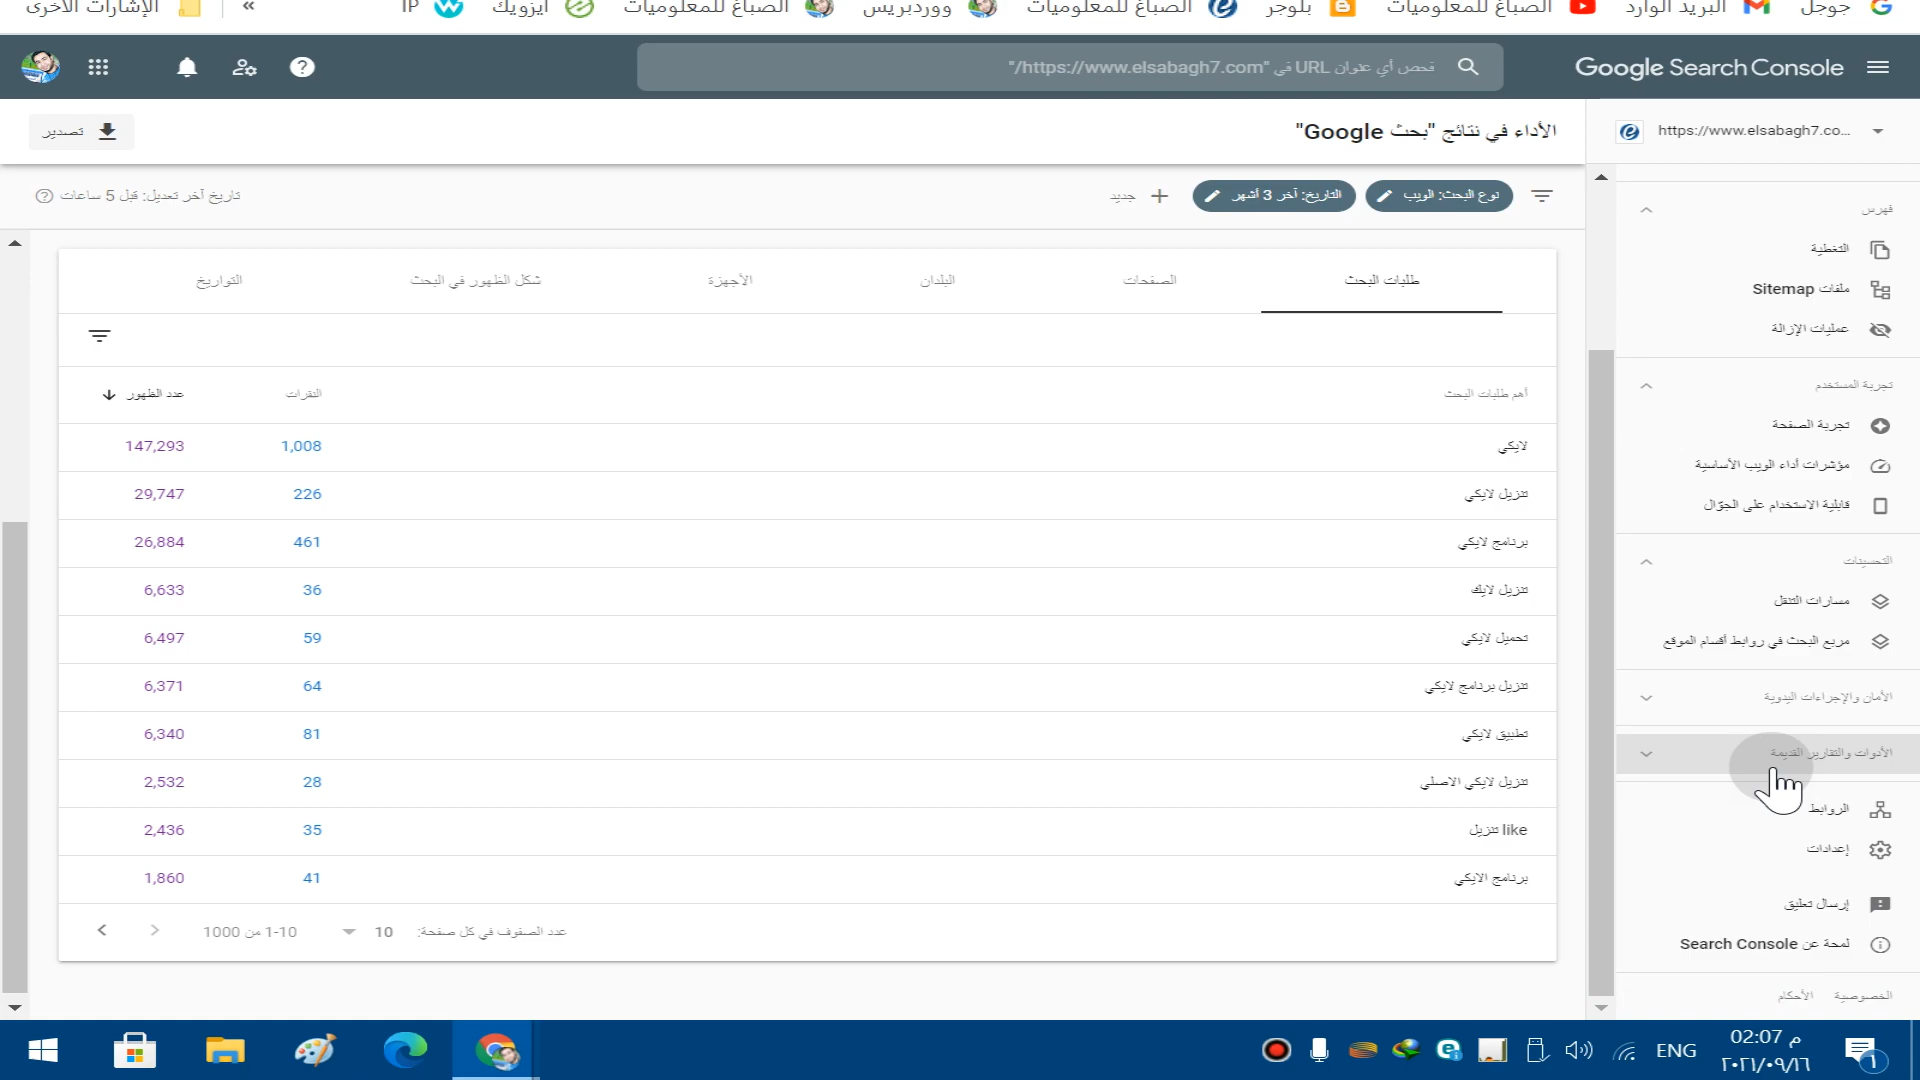 جوجل البريد الوارد الصباغ للمعلوميات بلوجر الصباغ للمعلوميات ووردبريس الصباغ للمعلوميات ايزويك IP » الإشارات الأخرى
Google Search Console
فحص أي عنوان URL في "https://www.elsabagh7.com/"
https://www.elsabagh7.co...
الأداء في نتائج "بحث Google"
تصدير
نوع البحث: الويب
التاريخ: آخر 3 أشهر
جديد
تاريخ آخر تعديل: قبل 5 ساعات
طلبات البحث الصفحات البلدان الأجهزة شكل الظهور في البحث التواريخ
أهم طلبات البحث النقرات عدد الظهور
لايكي 1,008 147,293
تنزيل لايكي 226 29,747
برنامج لايكي 461 26,884
تنزيل لايك 36 6,633
تحميل لايكي 59 6,497
تنزيل برنامج لايكي 64 6,371
تطبيق لايكي 81 6,340
تنزيل لايكي الاصلي 28 2,532
like تنزيل 35 2,436
برنامج الايكي 41 1,860
عدد الصفوف في كل صفحة: 10 1-10 من 1000
فهرس
التغطية
ملفات Sitemap
عمليات الإزالة
تجربة المستخدم
تجربة الصفحة
مؤشرات أداء الويب الأساسية
قابلية الاستخدام على الجوّال
التحسينات
مسارات التنقل
مربع البحث في روابط أقسام الموقع
الأمان والإجراءات اليدوية
الأدوات والتقارير القديمة
الروابط
إعدادات
إرسال تعليق
لمحة عن Search Console
الخصوصية الأحكام
ENG
02:07 م
٢٠٢١/٠٩/١٦
١